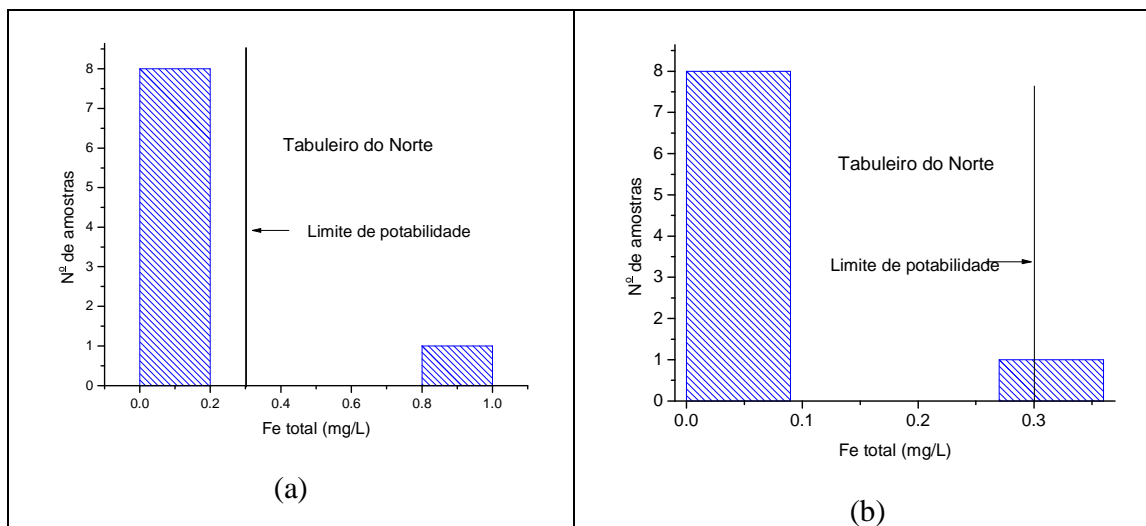 8
7
6
5
4
3
2
1
0
Nº de amostras
Tabuleiro do Norte
Limite de potabilidade
0.0 0.2 0.4 0.6 0.8 1.0
Fe total (mg/L)
(a)
8
7
6
5
4
3
2
1
0
Nº de amostras
Tabuleiro do Norte
Limite de potabilidade
0.0 0.1 0.2 0.3
Fe total (mg/L)
(b)